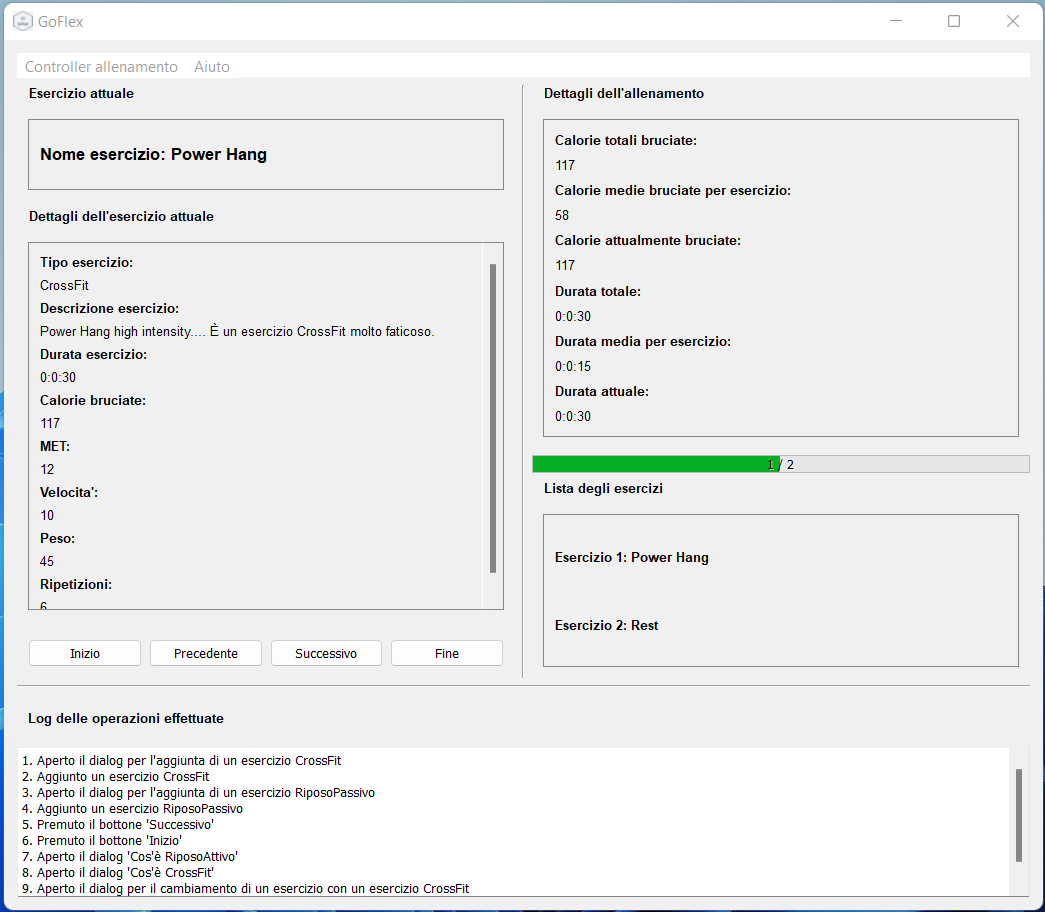 GoFlex
Controller allenamento Aiuto
Esercizio attuale
Nome esercizio: Power Hang
Dettagli dell'esercizio attuale
Tipo esercizio:
CrossFit
Descrizione esercizio:
Power Hang high intensity.... È un esercizio CrossFit molto faticoso.
Durata esercizio:
0:0:30
Calorie bruciate:
117
MET:
12
Velocita':
10
Peso:
45
Ripetizioni:
6
Inizio Precedente Successivo Fine
Dettagli dell'allenamento
Calorie totali bruciate:
117
Calorie medie bruciate per esercizio:
58
Calorie attualmente bruciate:
117
Durata totale:
0:0:30
Durata media per esercizio:
0:0:15
Durata attuale:
0:0:30
1 / 2
Lista degli esercizi
Esercizio 1: Power Hang
Esercizio 2: Rest
Log delle operazioni effettuate
1. Aperto il dialog per l'aggiunta di un esercizio CrossFit
2. Aggiunto un esercizio CrossFit
3. Aperto il dialog per l'aggiunta di un esercizio RiposoPassivo
4. Aggiunto un esercizio RiposoPassivo
5. Premuto il bottone 'Successivo'
6. Premuto il bottone 'Inizio'
7. Aperto il dialog 'Cos'è RiposoAttivo'
8. Aperto il dialog 'Cos'è CrossFit'
9. Aperto il dialog per il cambiamento di un esercizio con un esercizio CrossFit